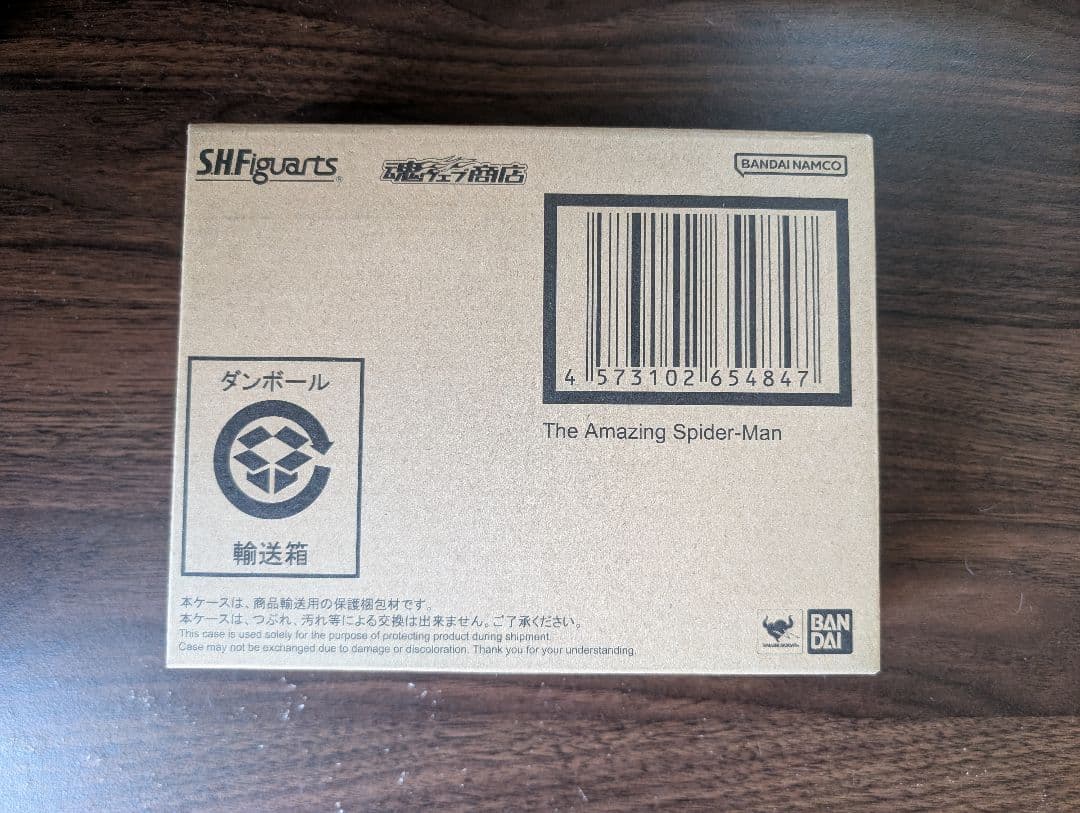 S.H.Figuarts®
魂ウェブ商店
BANDAI NAMCO
4 573102 654847
The Amazing Spider-Man
ダンボール
輸送箱
本ケースは、商品輸送用の保護梱包材です。
本ケースは、つぶれ、汚れ等による交換は出来ません。ご了承ください。
This case is used solely for the purpose of protecting product during shipment.
Case may not be exchanged due to damage or discoloration. Thank you for your understanding.
BAN
DAI